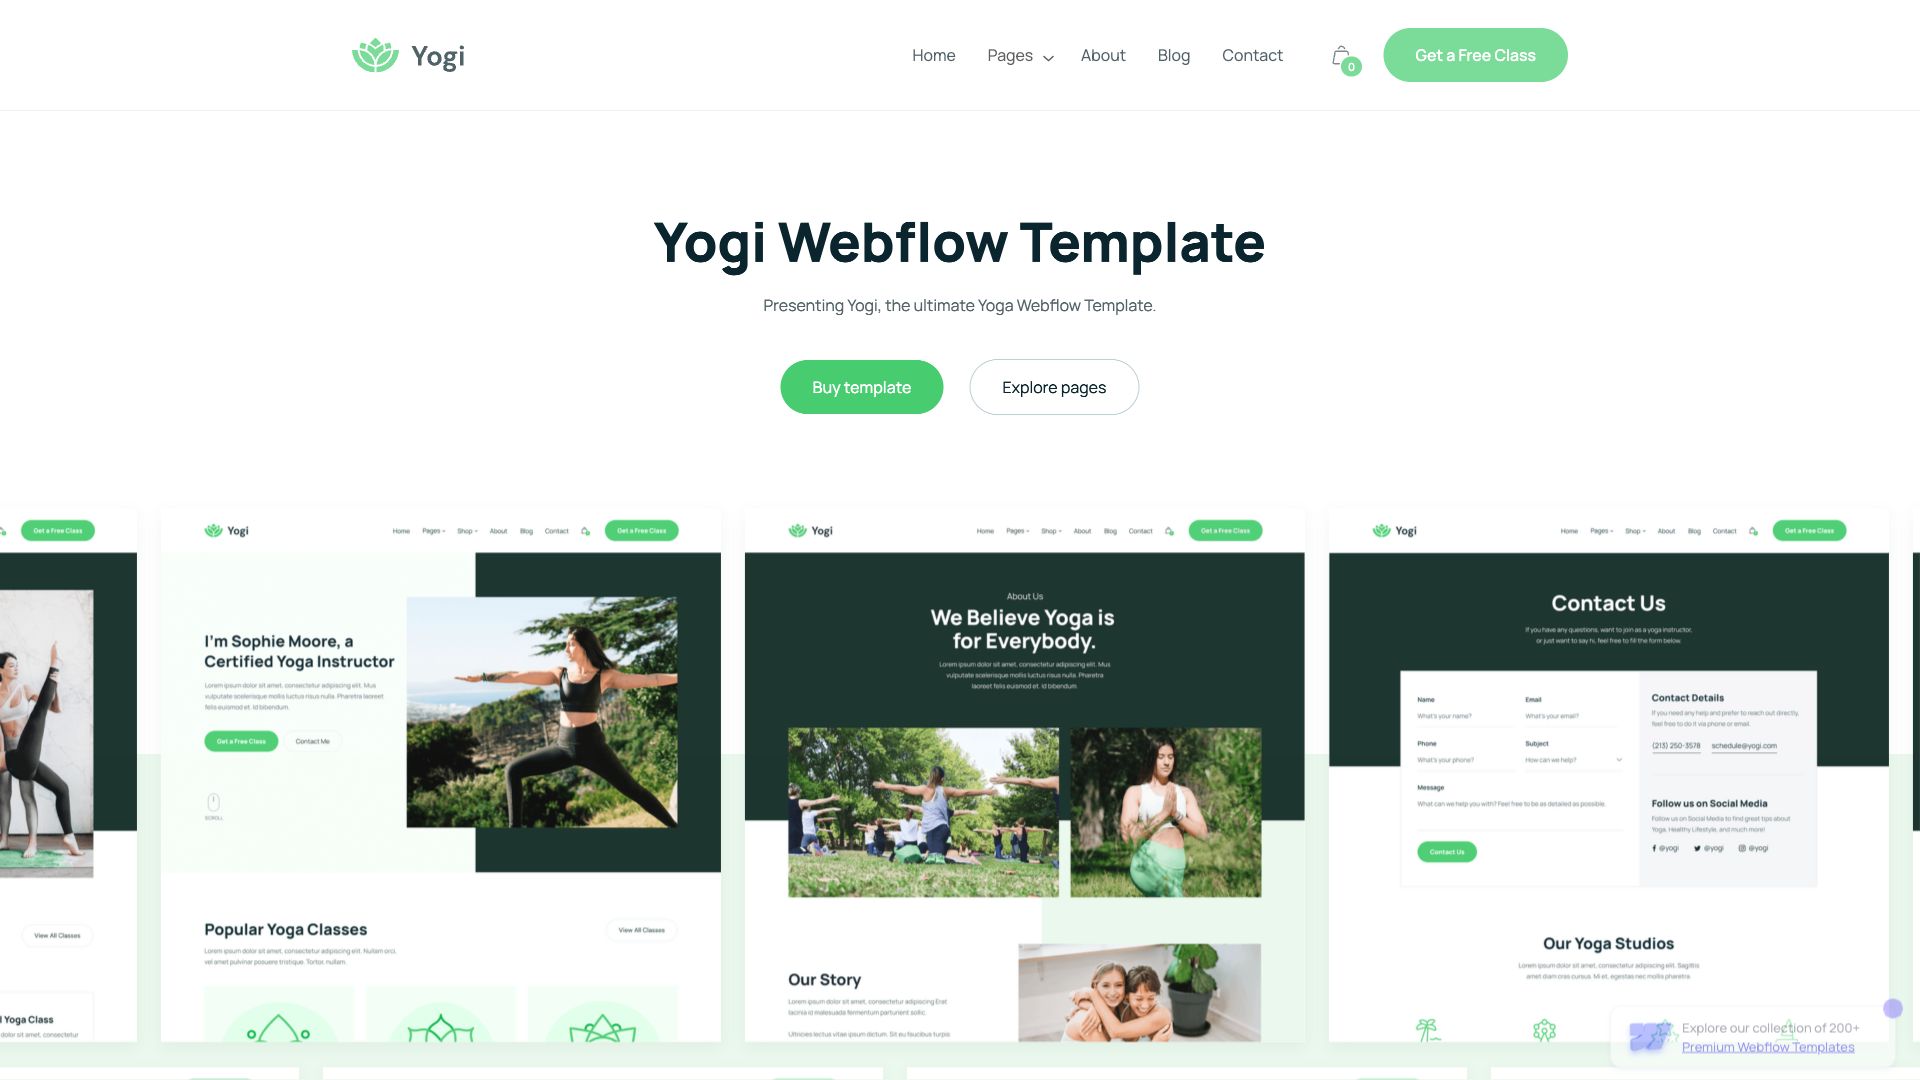 Yogi
Home Pages About Blog Contact 0 Get a Free Class
Yogi Webflow Template
Presenting Yogi, the ultimate Yoga Webflow Template.
Buy template Explore pages
Get a Free Class
View All Classes
l Yoga Class
dolor sit amet, consectetur
Yogi
Home Pages Shop About Blog Contact Get a Free Class
I'm Sophie Moore, a
Certified Yoga Instructor
Lorem ipsum dolor sit amet, consectetur adipiscing elit. Mus
vulputate scelerisque mollis luctus risus nulla. Pharetra laoreet
felis euismod et. Id bibendum.
Get a Free Class Contact Me
SCROLL
Popular Yoga Classes
View All Classes
Lorem ipsum dolor sit amet, consectetur adipiscing elit. Nullam orci,
vel amet pulvinar posuere tristique. Tortor, nullam.
Yogi
Home Pages Shop About Blog Contact Get a Free Class
About Us
We Believe Yoga is
for Everybody.
Lorem ipsum dolor sit amet, consectetur adipiscing elit. Mus
vulputate scelerisque mollis luctus risus nulla. Pharetra
laoreet felis euismod et. Id bibendum.
Our Story
Lorem ipsum dolor sit amet, consectetur adipiscing Erat
lacinia id malesuada fermentum parturient sollic.
Ultricies lectus vitae ipsum dictum. Sit eu faucibus turpis
Yogi
Home Pages Shop About Blog Contact Get a Free Class
Contact Us
If you have any questions, want to join as a yoga instructor,
or just want to say hi, feel free to fill the form below.
Name Email
What's your name? What's your email?
Phone Subject
What's your phone? How can we help?
Message
What can we help you with? Feel free to be as detailed as possible.
Contact Us
Contact Details
If you need any help and prefer to reach out directly,
feel free to do it via phone or email.
(213) 250-3578 schedule@yogi.com
Follow us on Social Media
Follow us on Social Media to find great tips about
Yoga, Healthy Lifestyle, and much more!
@yogi @yogi @yogi
Our Yoga Studios
Lorem ipsum dolor sit amet, consectetur adipiscing elit. Sagittis
amet diam oras cursus. Mi et, egestas nec mollis pharetra.
Explore our collection of 200+
Premium Webflow Templates